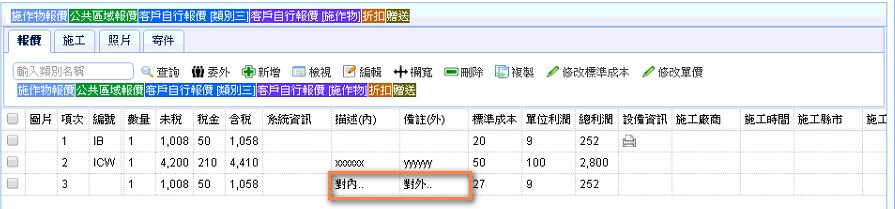 施作物報價公共區域報價客戶自行報價 [類別三]客戶自行報價 [施作物]折扣贈送
報價 施工 照片 寄件
輸入類別名稱 查詢 委外 新增 檢視 編輯 欄寬 刪除 複製 修改標準成本 修改單價
施作物報價公共區域報價客戶自行報價 [類別三]客戶自行報價 [施作物]折扣贈送
圖片 項次 編號 數量 未稅 稅金 含稅 系統資訊 描述(內) 備註(外) 標準成本 單位利潤 總利潤 設備資訊 施工廠商 施工時間 施工縣市 施工
1 IB 1 1,008 50 1,058 20 9 252
2 ICW 1 4,200 210 4,410 xxxxxx yyyyyy 50 100 2,800
3 1 1,008 50 1,058 對內.. 對外.. 27 9 252